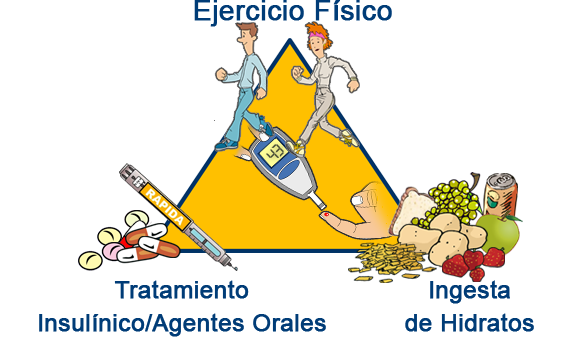 Ejercicio Físico
43
RAPIDA
Tratamiento
Insulínico/Agentes Orales
Ingesta
de Hidratos